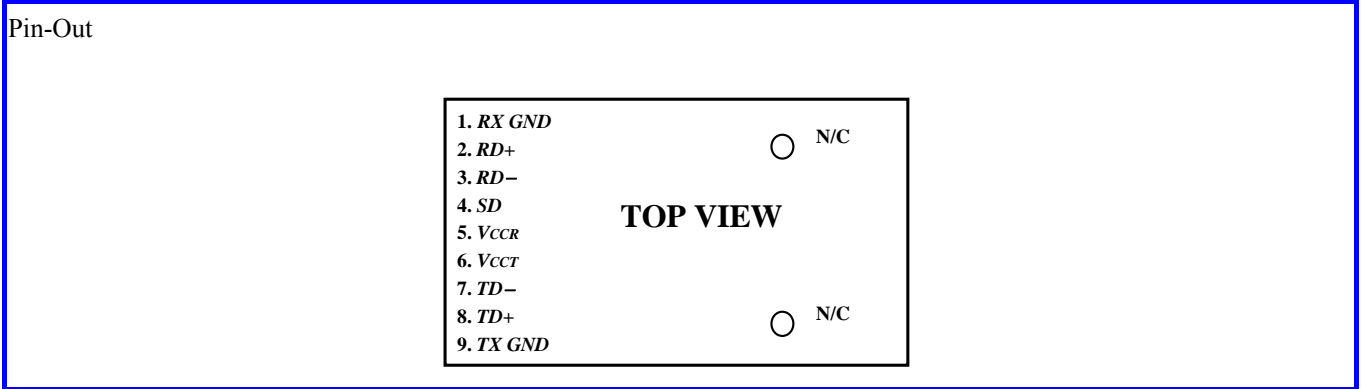 Pin-Out
1. RX GND
2. RD+
3. RD−
4. SD
5. VCCR
6. VCCT
7. TD−
8. TD+
9. TX GND
N/C
TOP VIEW
N/C